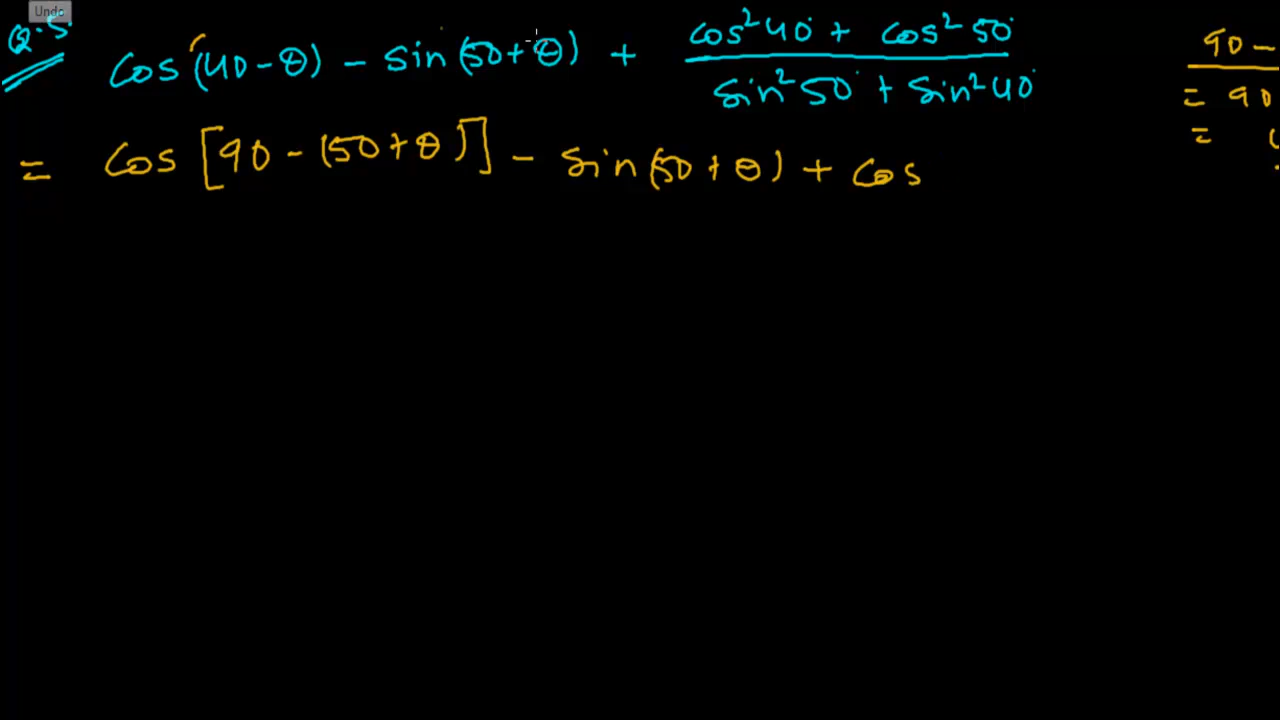 Undo
Q.5 cos(40-θ) - sin(50+θ) + cos²40° + cos²50° / sin²50° + sin²40°
= cos[90-(50+θ)] - sin(50+θ) + cos
90 -
= 90
=